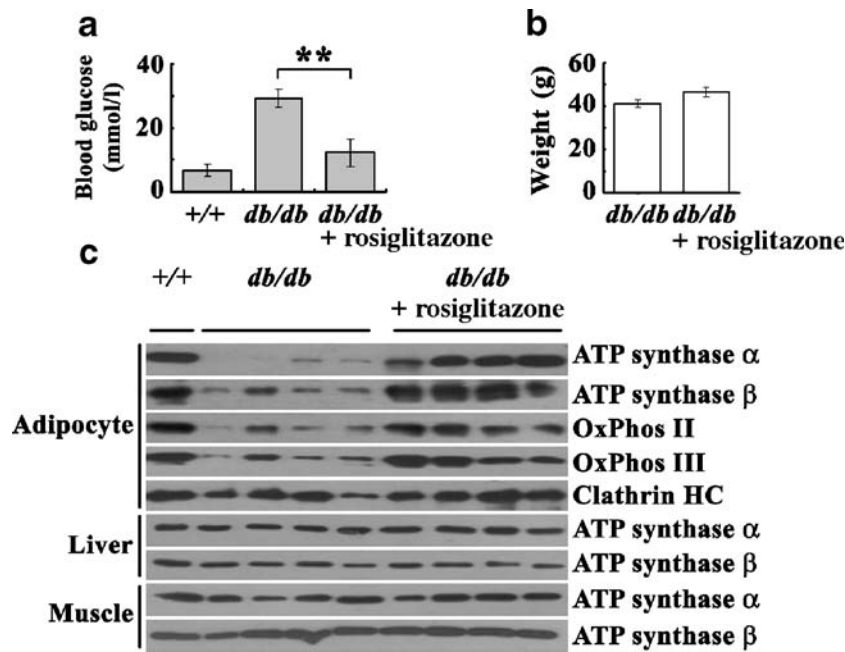 a
**
Blood glucose
(mmol/l)
40
20
0
+/+
db/db
db/db
+ rosiglitazone
b
Weight (g)
60
40
20
0
db/db
db/db
+ rosiglitazone
c
+/+
db/db
db/db
+ rosiglitazone
Adipocyte
ATP synthase α
ATP synthase β
OxPhos II
OxPhos III
Clathrin HC
Liver
ATP synthase α
ATP synthase β
Muscle
ATP synthase α
ATP synthase β